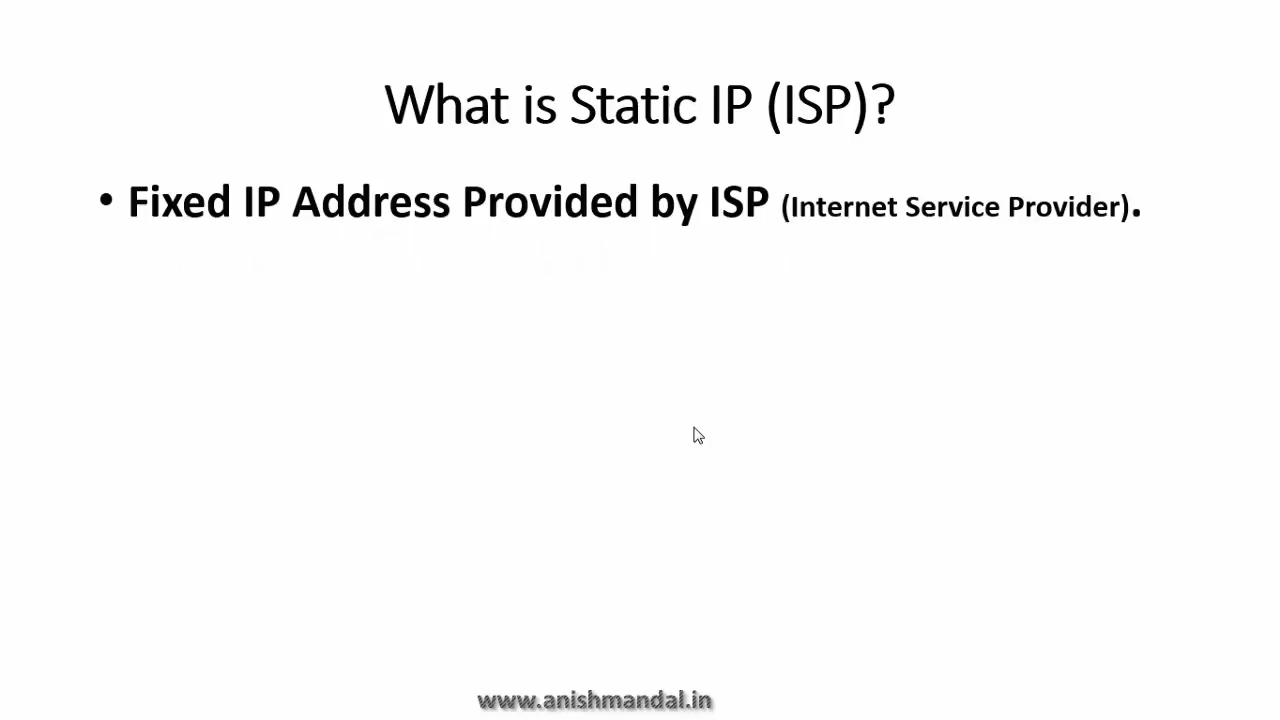 What is Static IP (ISP)?
• Fixed IP Address Provided by ISP (Internet Service Provider).
www.anishmandal.in